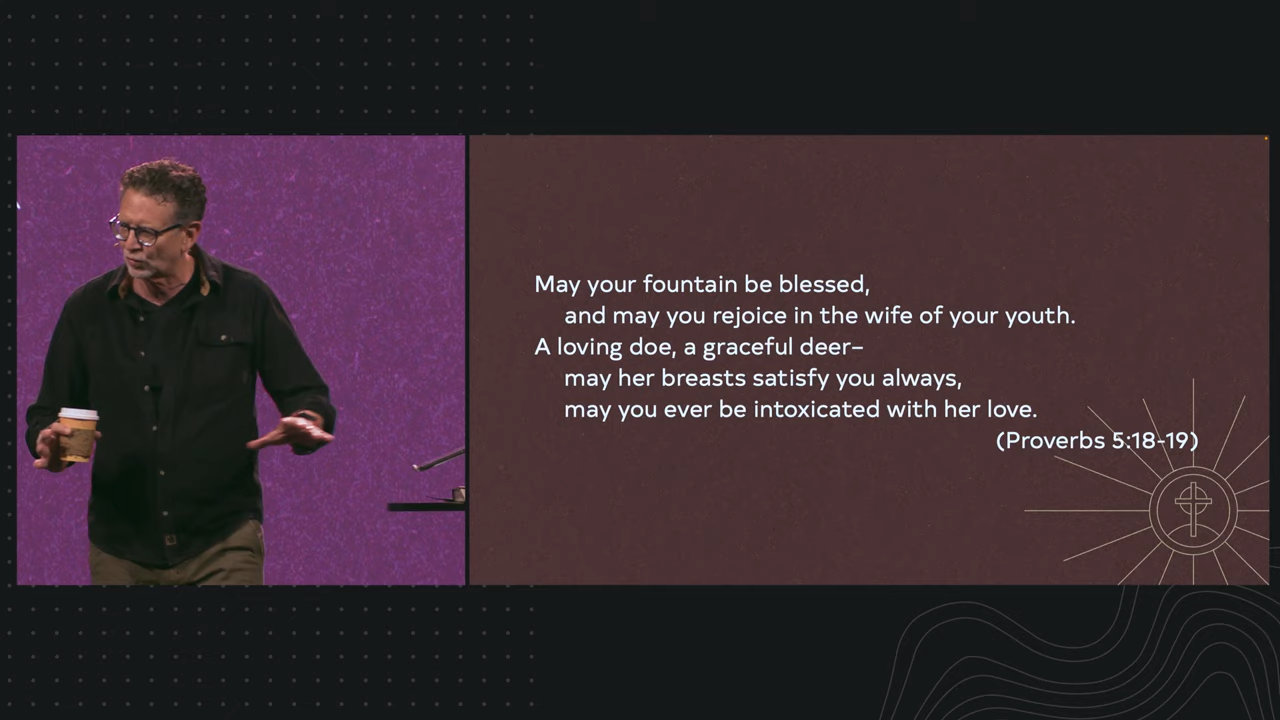 May your fountain be blessed,
and may you rejoice in the wife of your youth.
A loving doe, a graceful deer–
may her breasts satisfy you always,
may you ever be intoxicated with her love.
(Proverbs 5:18-19)